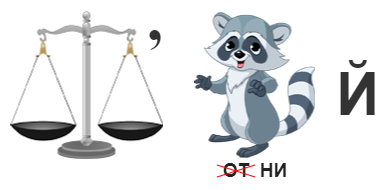 , Й
от ни